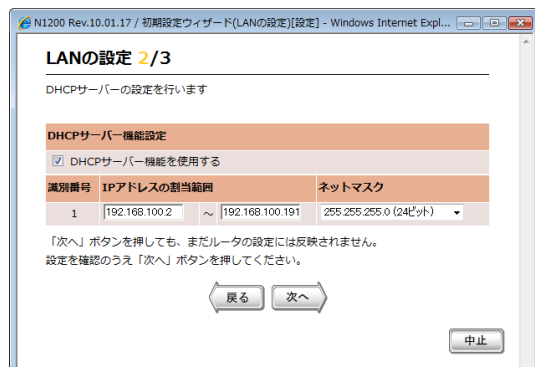 N1200 Rev.10.01.17 / 初期設定ウィザード(LANの設定)[設定] - Windows Internet Expl...
LANの設定 2/3
DHCPサーバーの設定を行います
DHCPサーバー機能設定
DHCPサーバー機能を使用する
識別番号 IPアドレスの割当範囲 ネットマスク
1 192.168.100.2 ～ 192.168.100.191 255.255.255.0 (24ビット)
「次へ」ボタンを押しても、まだルータの設定には反映されません。
設定を確認のうえ「次へ」ボタンを押してください。
戻る 次へ
中止